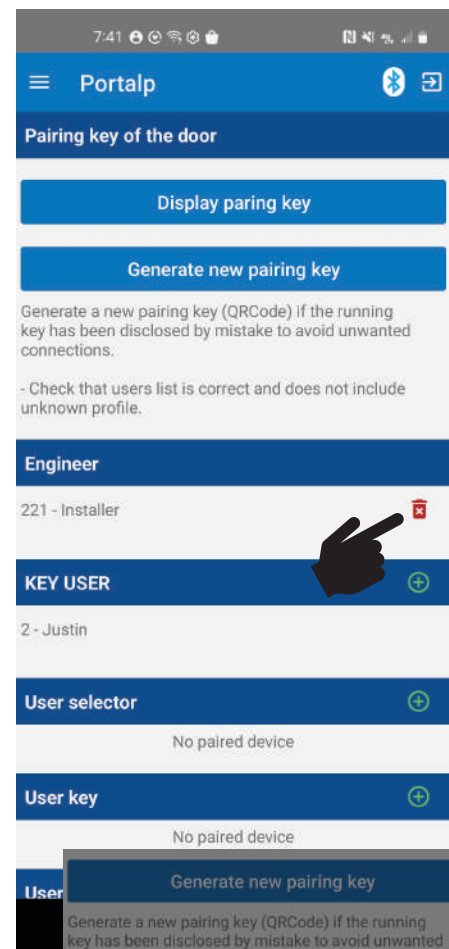 7:41
Portalp
Pairing key of the door
Display paring key
Generate new pairing key
Generate a new pairing key (QRCode) if the running
key has been disclosed by mistake to avoid unwanted
connections.
- Check that users list is correct and does not include
unknown profile.
Engineer
221 - Installer
KEY USER
2 - Justin
User selector
No paired device
User key
No paired device
User
Generate new pairing key
Generate a new pairing key (QRCode) if the running
key has been disclosed by mistake to avoid unwanted